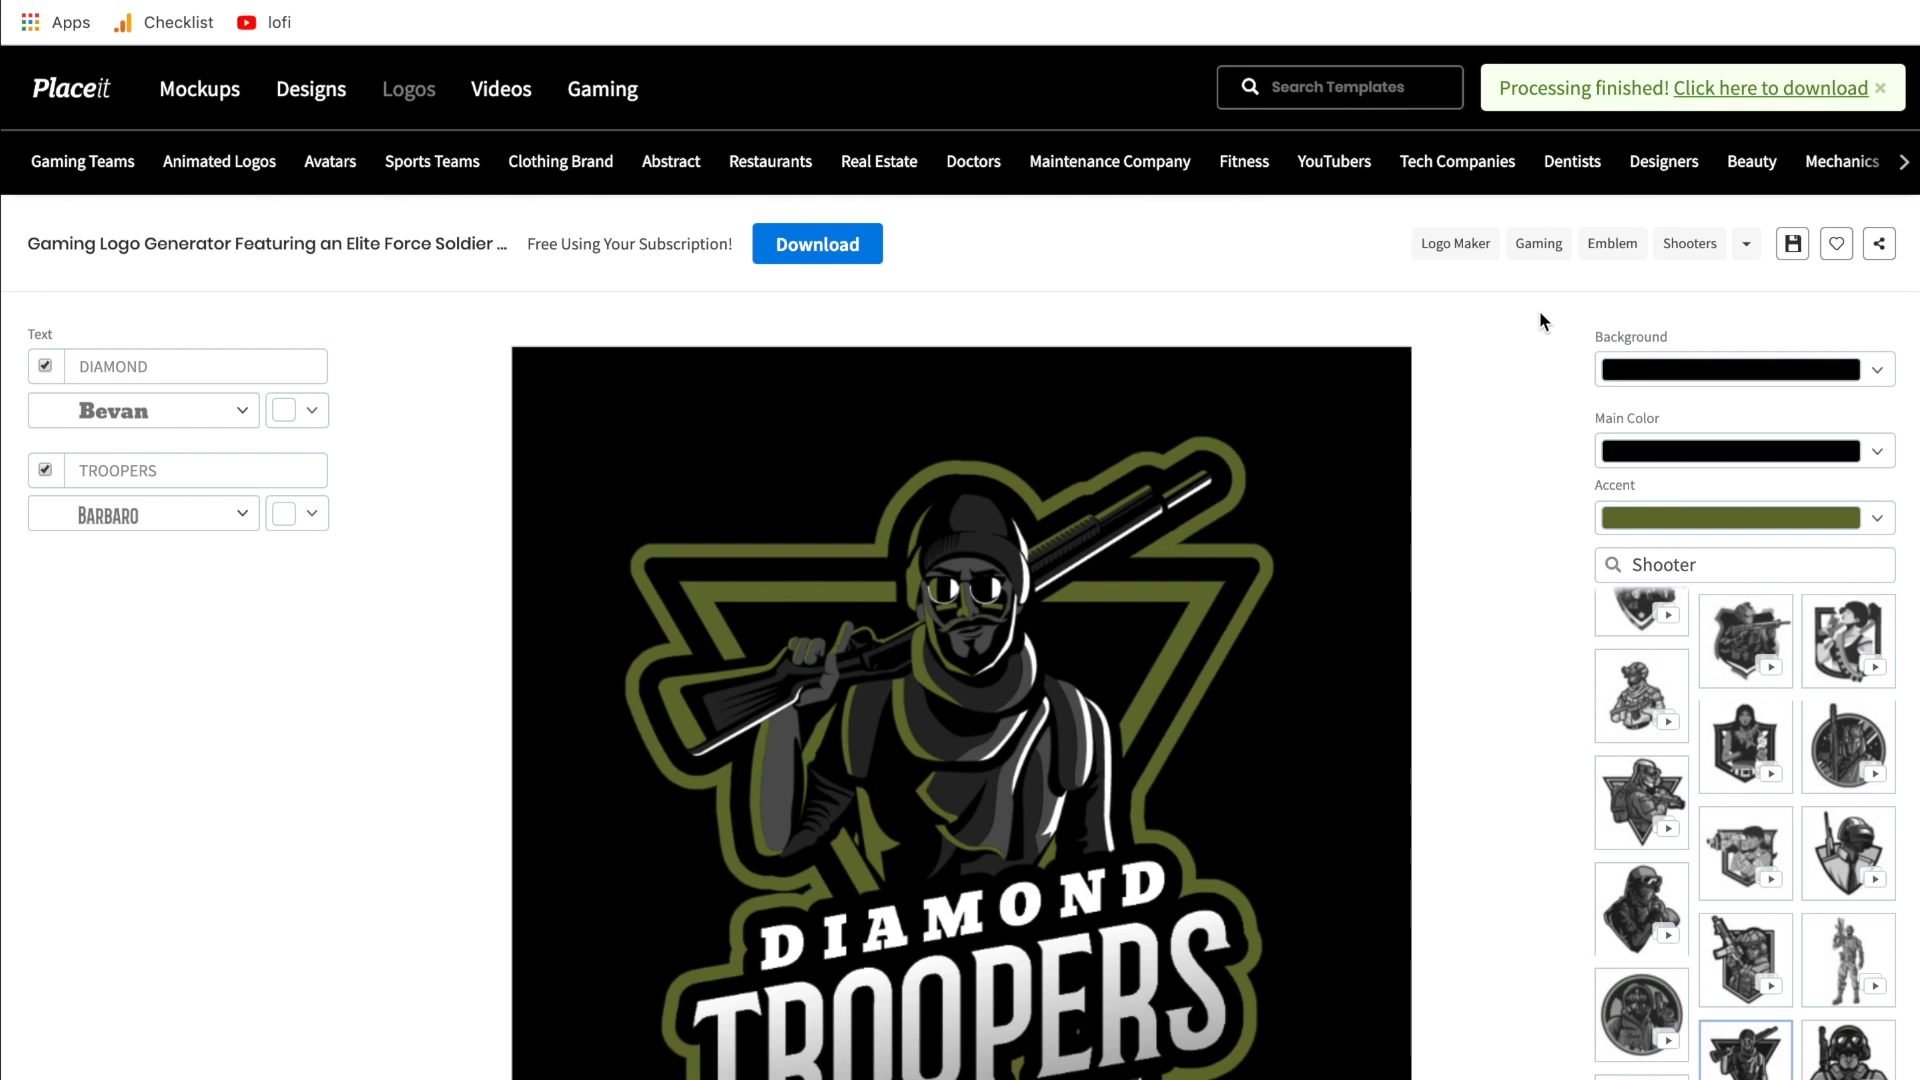 Apps Checklist lofi
Placeit Mockups Designs Logos Videos Gaming Search Templates Processing finished! Click here to download ×
Gaming Teams Animated Logos Avatars Sports Teams Clothing Brand Abstract Restaurants Real Estate Doctors Maintenance Company Fitness YouTubers Tech Companies Dentists Designers Beauty Mechanics
Gaming Logo Generator Featuring an Elite Force Soldier ... Free Using Your Subscription! Download Logo Maker Gaming Emblem Shooters
Text
DIAMOND
Bevan
TROOPERS
BARBARO
DIAMOND
TROOPERS
Background
Main Color
Accent
Shooter